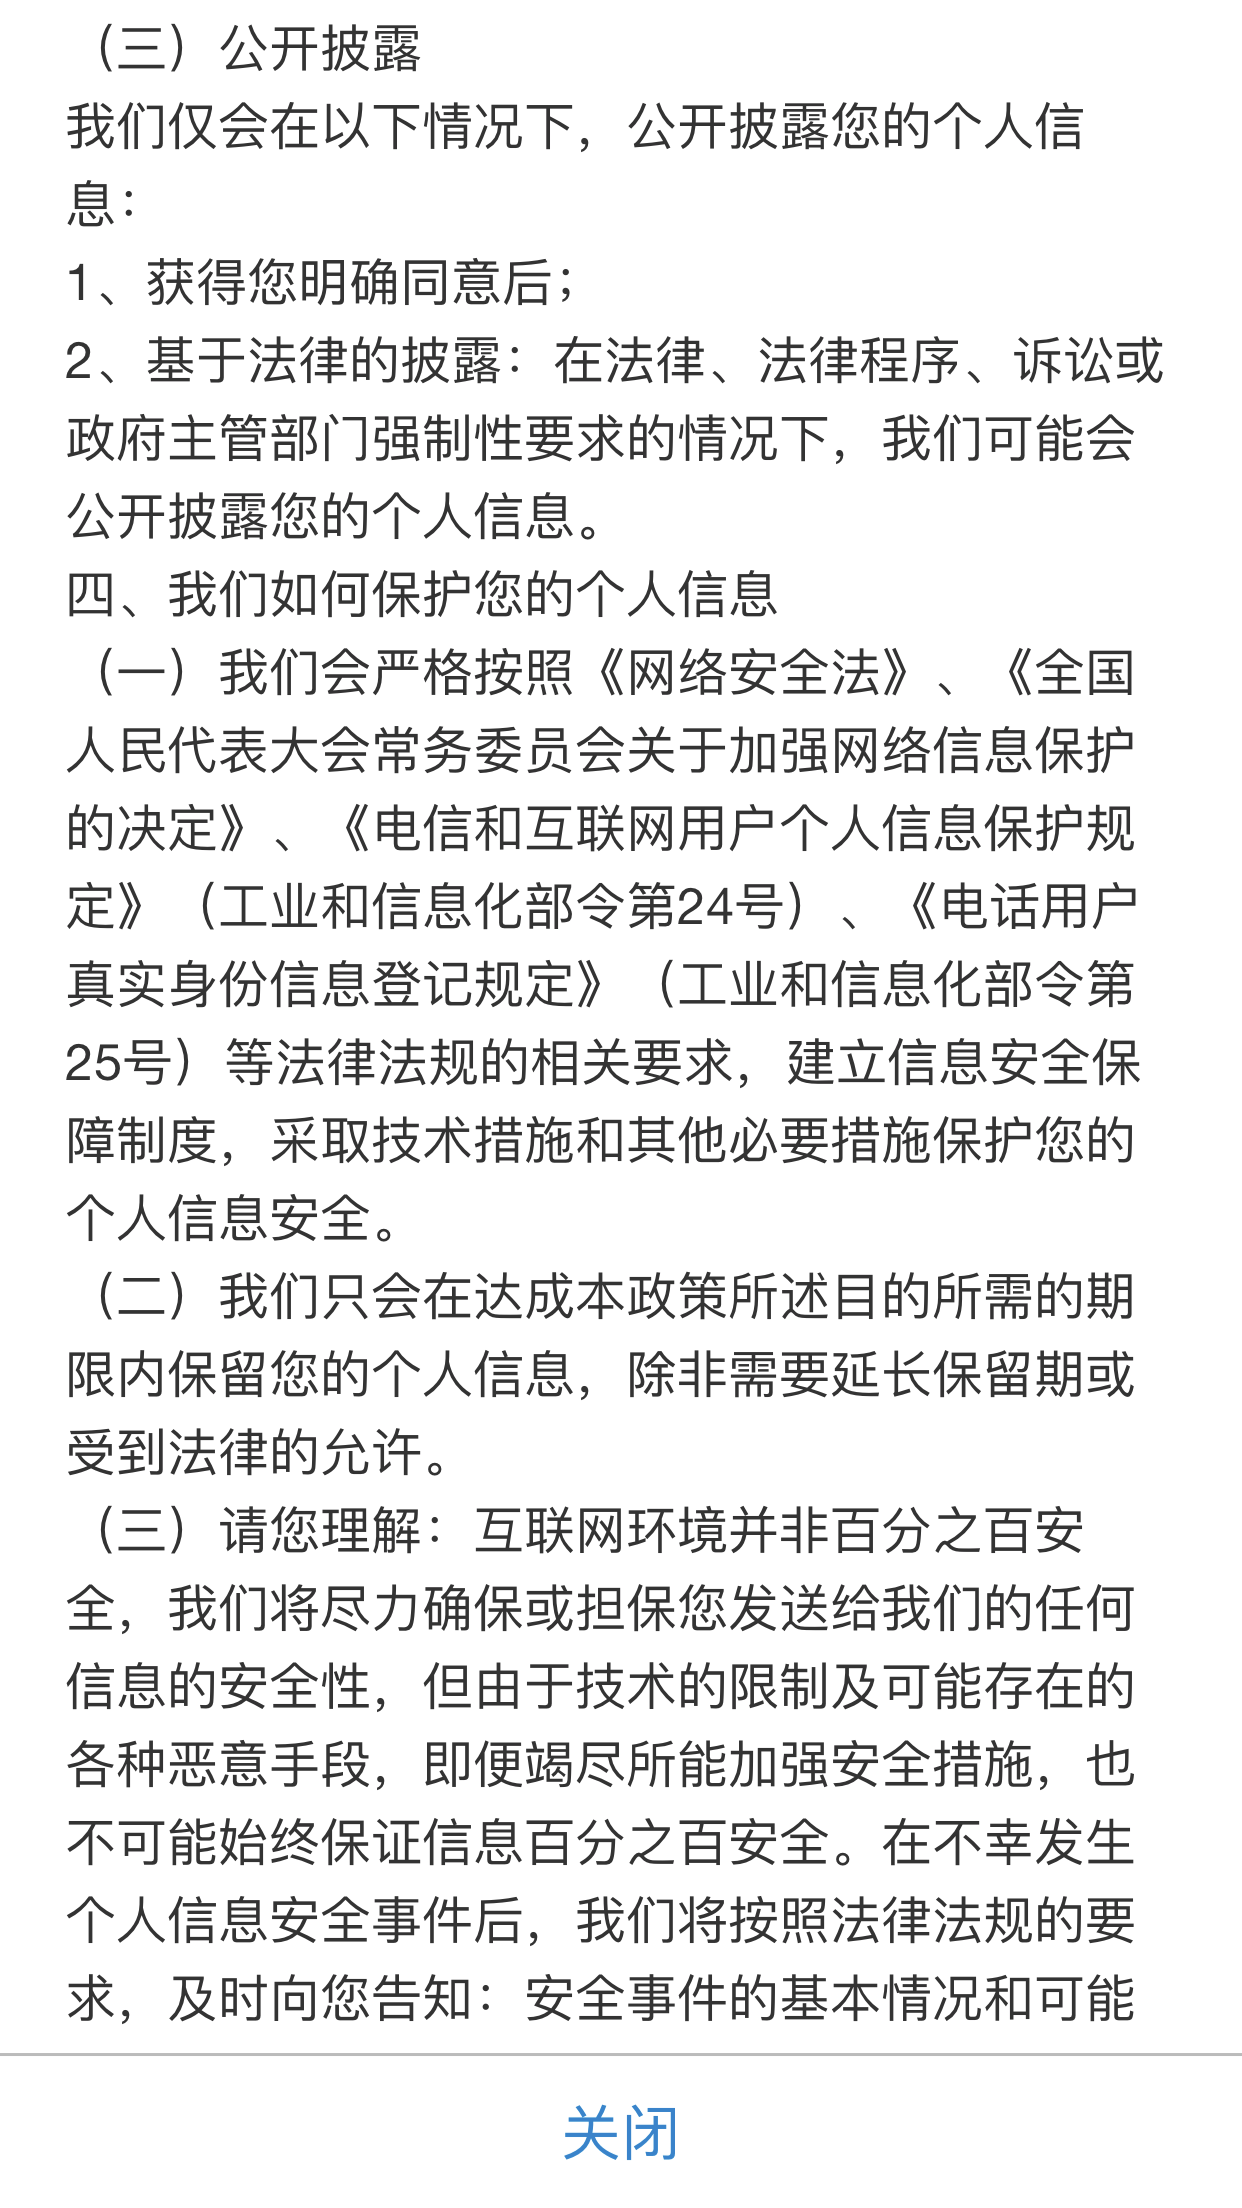 （三）公开披露
我们仅会在以下情况下，公开披露您的个人信
息：
1、获得您明确同意后；
2、基于法律的披露：在法律、法律程序、诉讼或
政府主管部门强制性要求的情况下，我们可能会
公开披露您的个人信息。
四、我们如何保护您的个人信息
（一）我们会严格按照《网络安全法》、《全国
人民代表大会常务委员会关于加强网络信息保护
的决定》、《电信和互联网用户个人信息保护规
定》（工业和信息化部令第24号）、《电话用户
真实身份信息登记规定》（工业和信息化部令第
25号）等法律法规的相关要求，建立信息安全保
障制度，采取技术措施和其他必要措施保护您的
个人信息安全。
（二）我们只会在达成本政策所述目的所需的期
限内保留您的个人信息，除非需要延长保留期或
受到法律的允许。
（三）请您理解：互联网环境并非百分之百安
全，我们将尽力确保或担保您发送给我们的任何
信息的安全性，但由于技术的限制及可能存在的
各种恶意手段，即便竭尽所能加强安全措施，也
不可能始终保证信息百分之百安全。在不幸发生
个人信息安全事件后，我们将按照法律法规的要
求，及时向您告知：安全事件的基本情况和可能
关闭